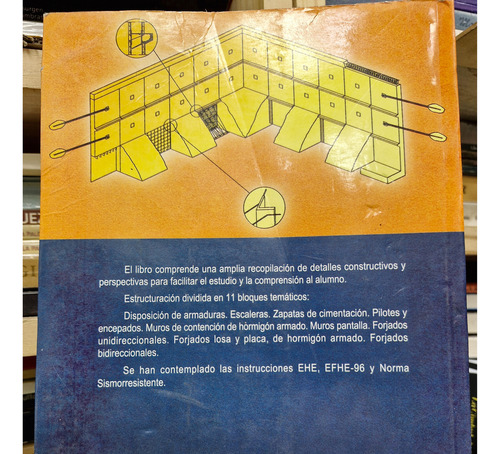 El libro comprende una amplia recopilación de detalles constructivos y
perspectivas para facilitar el estudio y la comprensión al alumno.
Estructuración dividida en 11 bloques temáticos:
Disposición de armaduras. Escaleras. Zapatas de cimentación. Pilotes y
encepados. Muros de contención de hormigón armado. Muros pantalla. Forjados
unidireccionales. Forjados losa y placa, de hormigón armado. Forjados
bidireccionales.
Se han contemplado las instrucciones EHE, EFHE-96 y Norma
Sismorresistente.